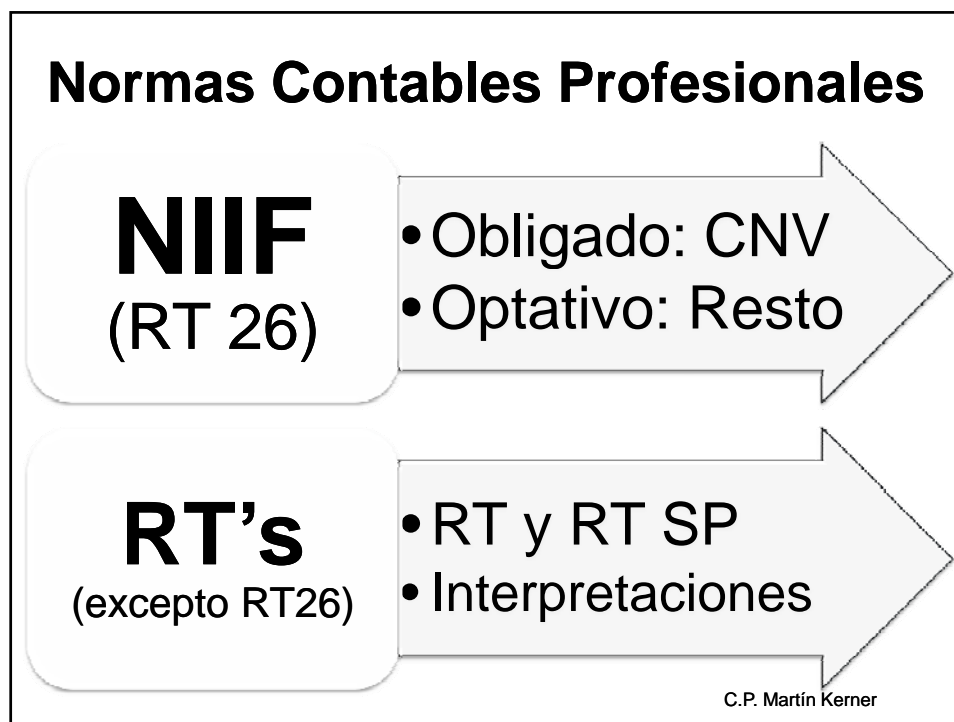 Normas Contables Profesionales
NIIF
(RT 26)
• Obligado: CNV
• Optativo: Resto
RT’s
(excepto RT26)
• RT y RT SP
• Interpretaciones
C.P. Martín Kerner